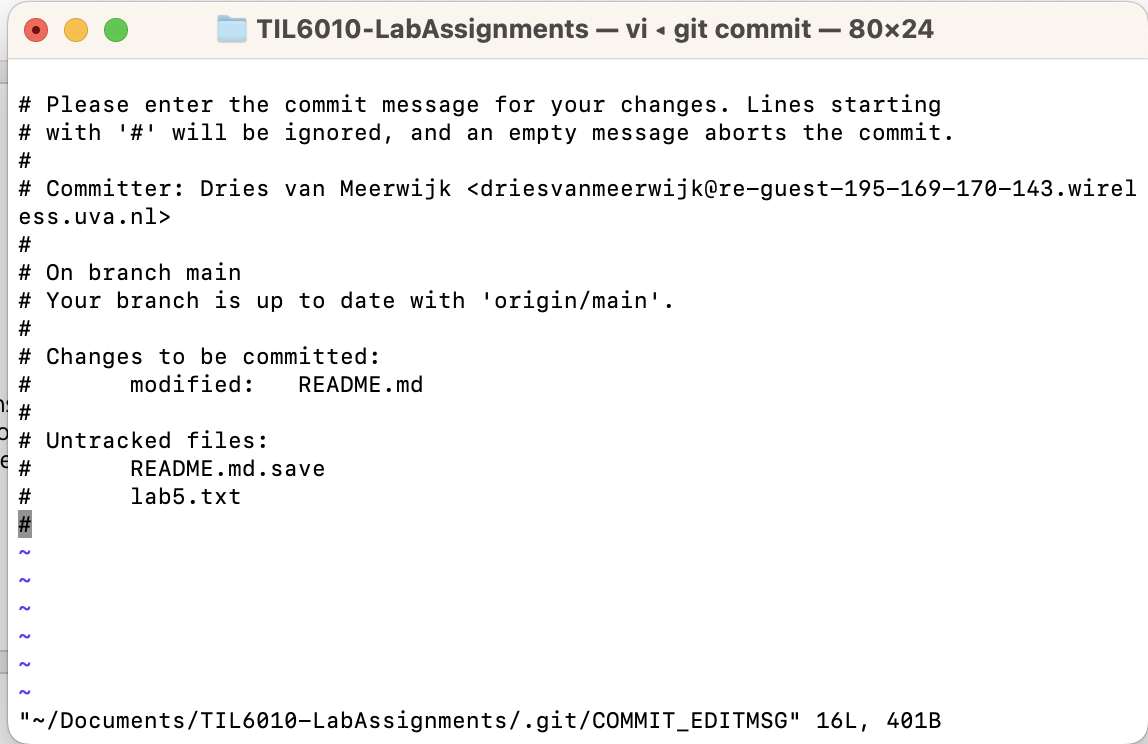 TIL6010-LabAssignments — vi ◂ git commit — 80×24
# Please enter the commit message for your changes. Lines starting
# with '#' will be ignored, and an empty message aborts the commit.
#
# Committer: Dries van Meerwijk <driesvanmeerwijk@re-guest-195-169-170-143.wirel
ess.uva.nl>
#
# On branch main
# Your branch is up to date with 'origin/main'.
#
# Changes to be committed:
#       modified:   README.md
#
# Untracked files:
#       README.md.save
#       lab5.txt
#
~
~
~
~
~
~
"~/Documents/TIL6010-LabAssignments/.git/COMMIT_EDITMSG" 16L, 401B